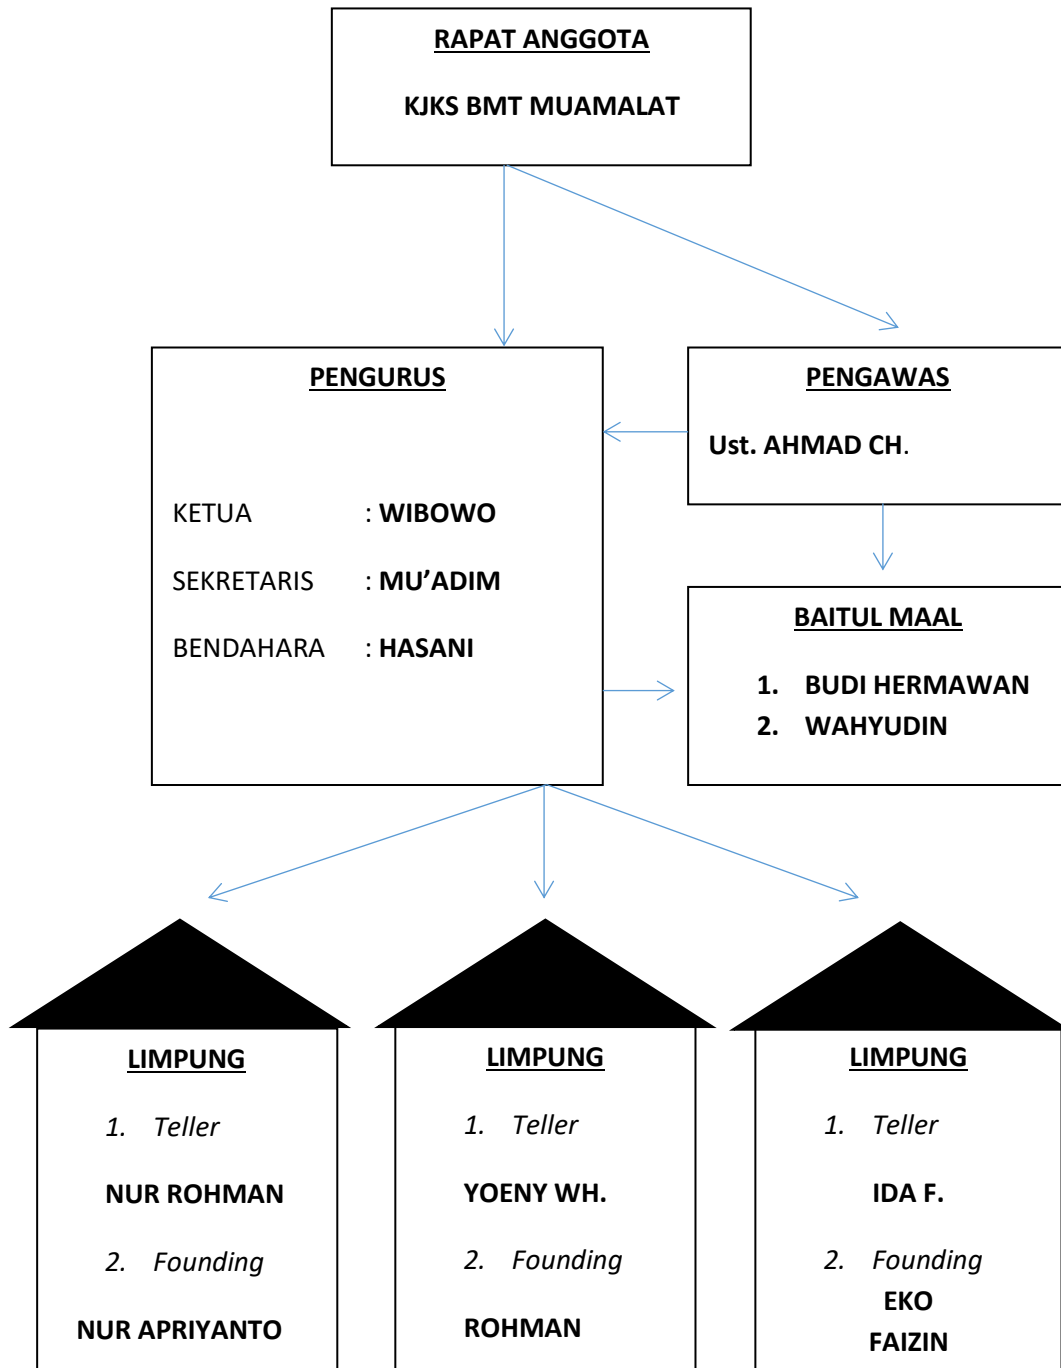 RAPAT ANGGOTA
KJKS BMT MUAMALAT
PENGURUS
KETUA : WIBOWO
SEKRETARIS : MU’ADIM
BENDAHARA : HASANI
PENGAWAS
Ust. AHMAD CH.
BAITUL MAAL
1. BUDI HERMAWAN
2. WAHYUDIN
LIMPUNG
1. Teller
NUR ROHMAN
2. Founding
NUR APRIYANTO
LIMPUNG
1. Teller
YOENY WH.
2. Founding
ROHMAN
LIMPUNG
1. Teller
IDA F.
2. Founding
EKO
FAIZIN